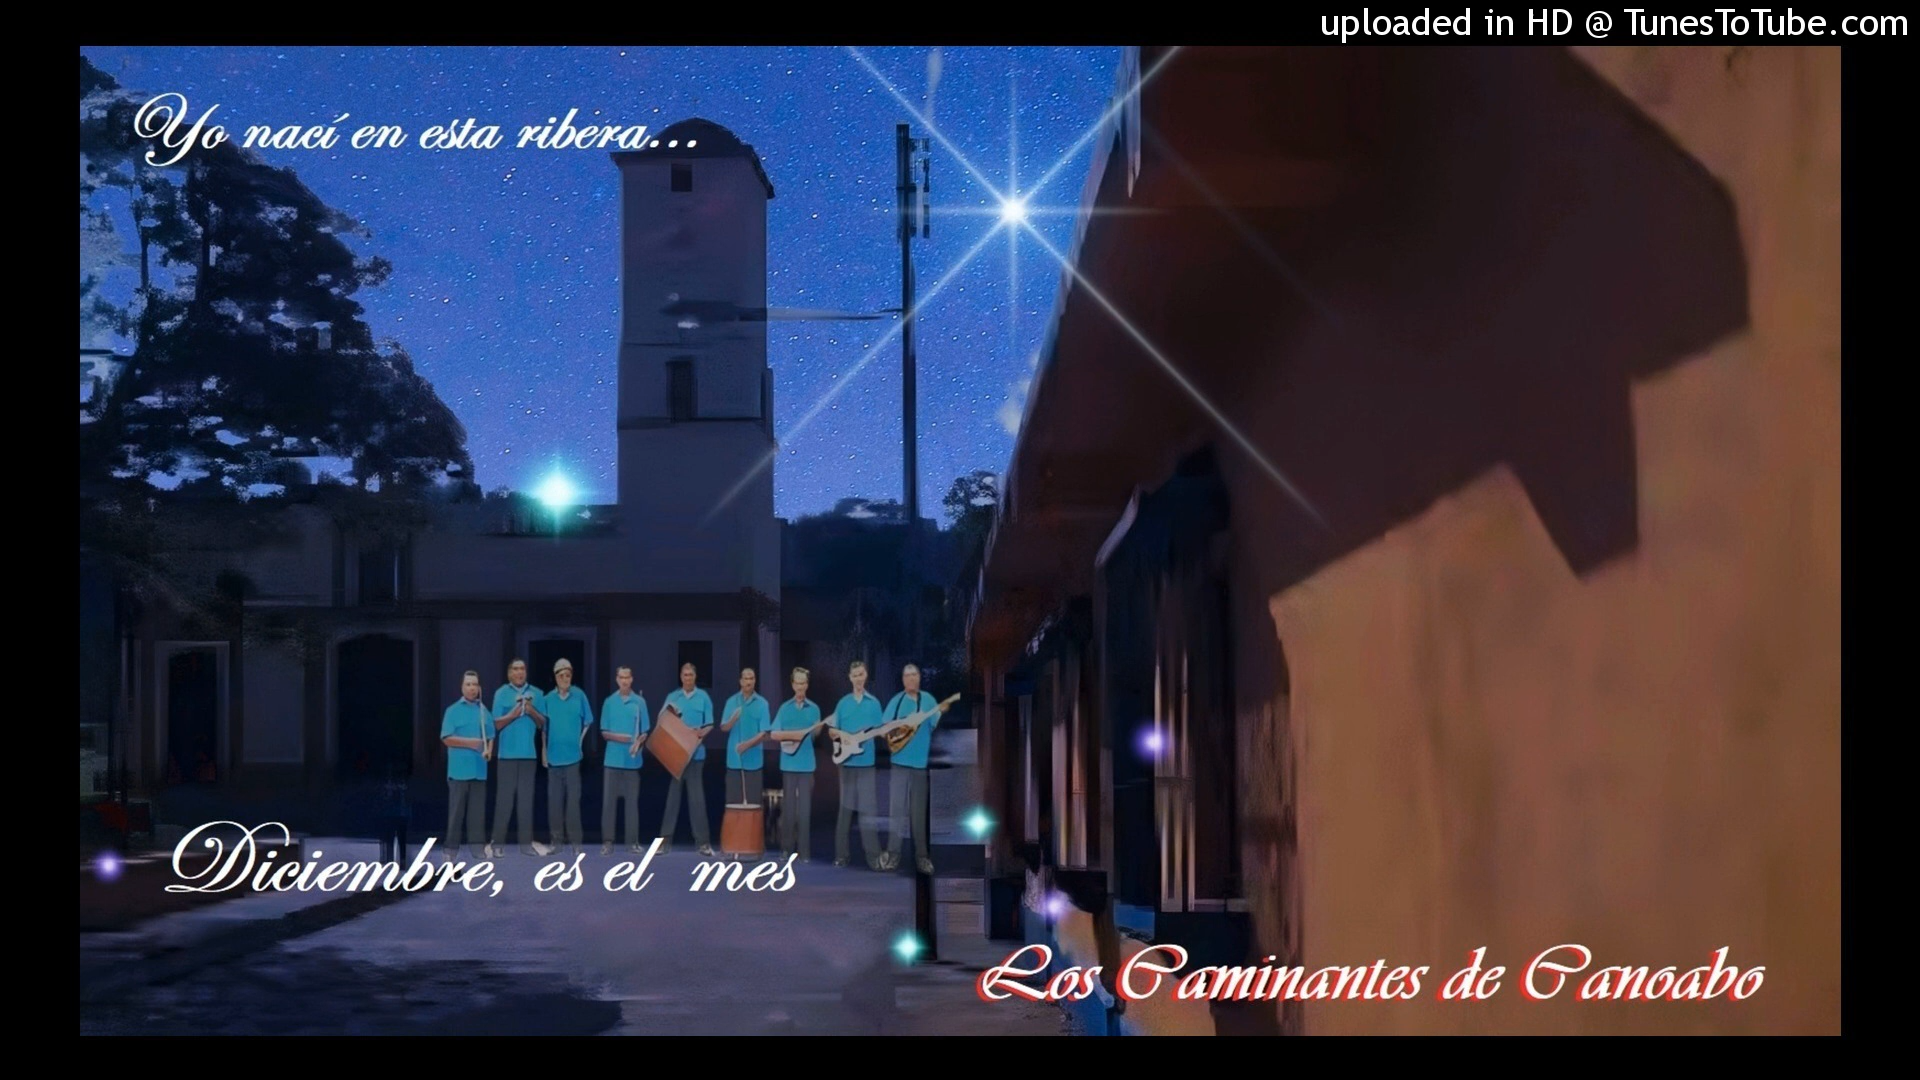 uploaded in HD @ TunesToTube.com
Yo nací en esta ribera...
Diciembre, es el mes
Los Caminantes de Canoabo